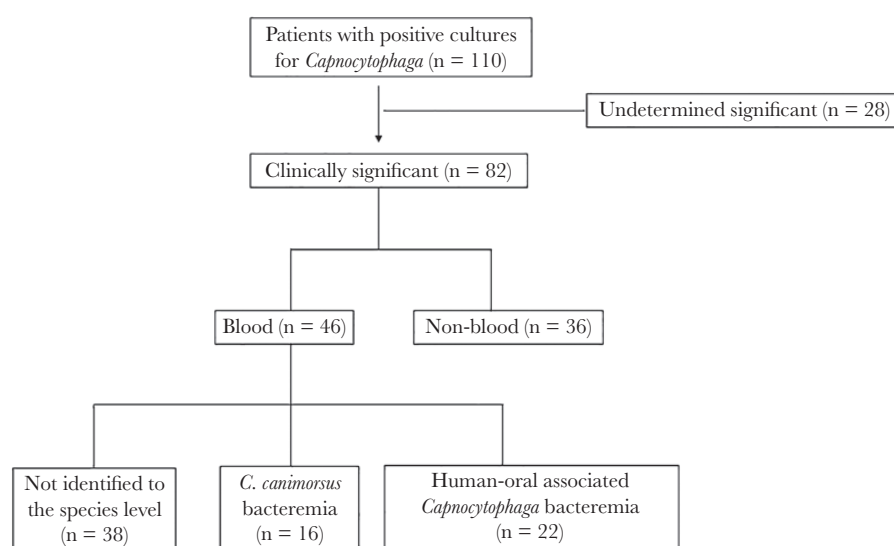 Patients with positive cultures
for Capnocytophaga (n = 110)
Undetermined significant (n = 28)
Clinically significant (n = 82)
Blood (n = 46)
Non-blood (n = 36)
Not identified to
the species level
(n = 38)
C. canimorsus
bacteremia
(n = 16)
Human-oral associated
Capnocytophaga bacteremia
(n = 22)